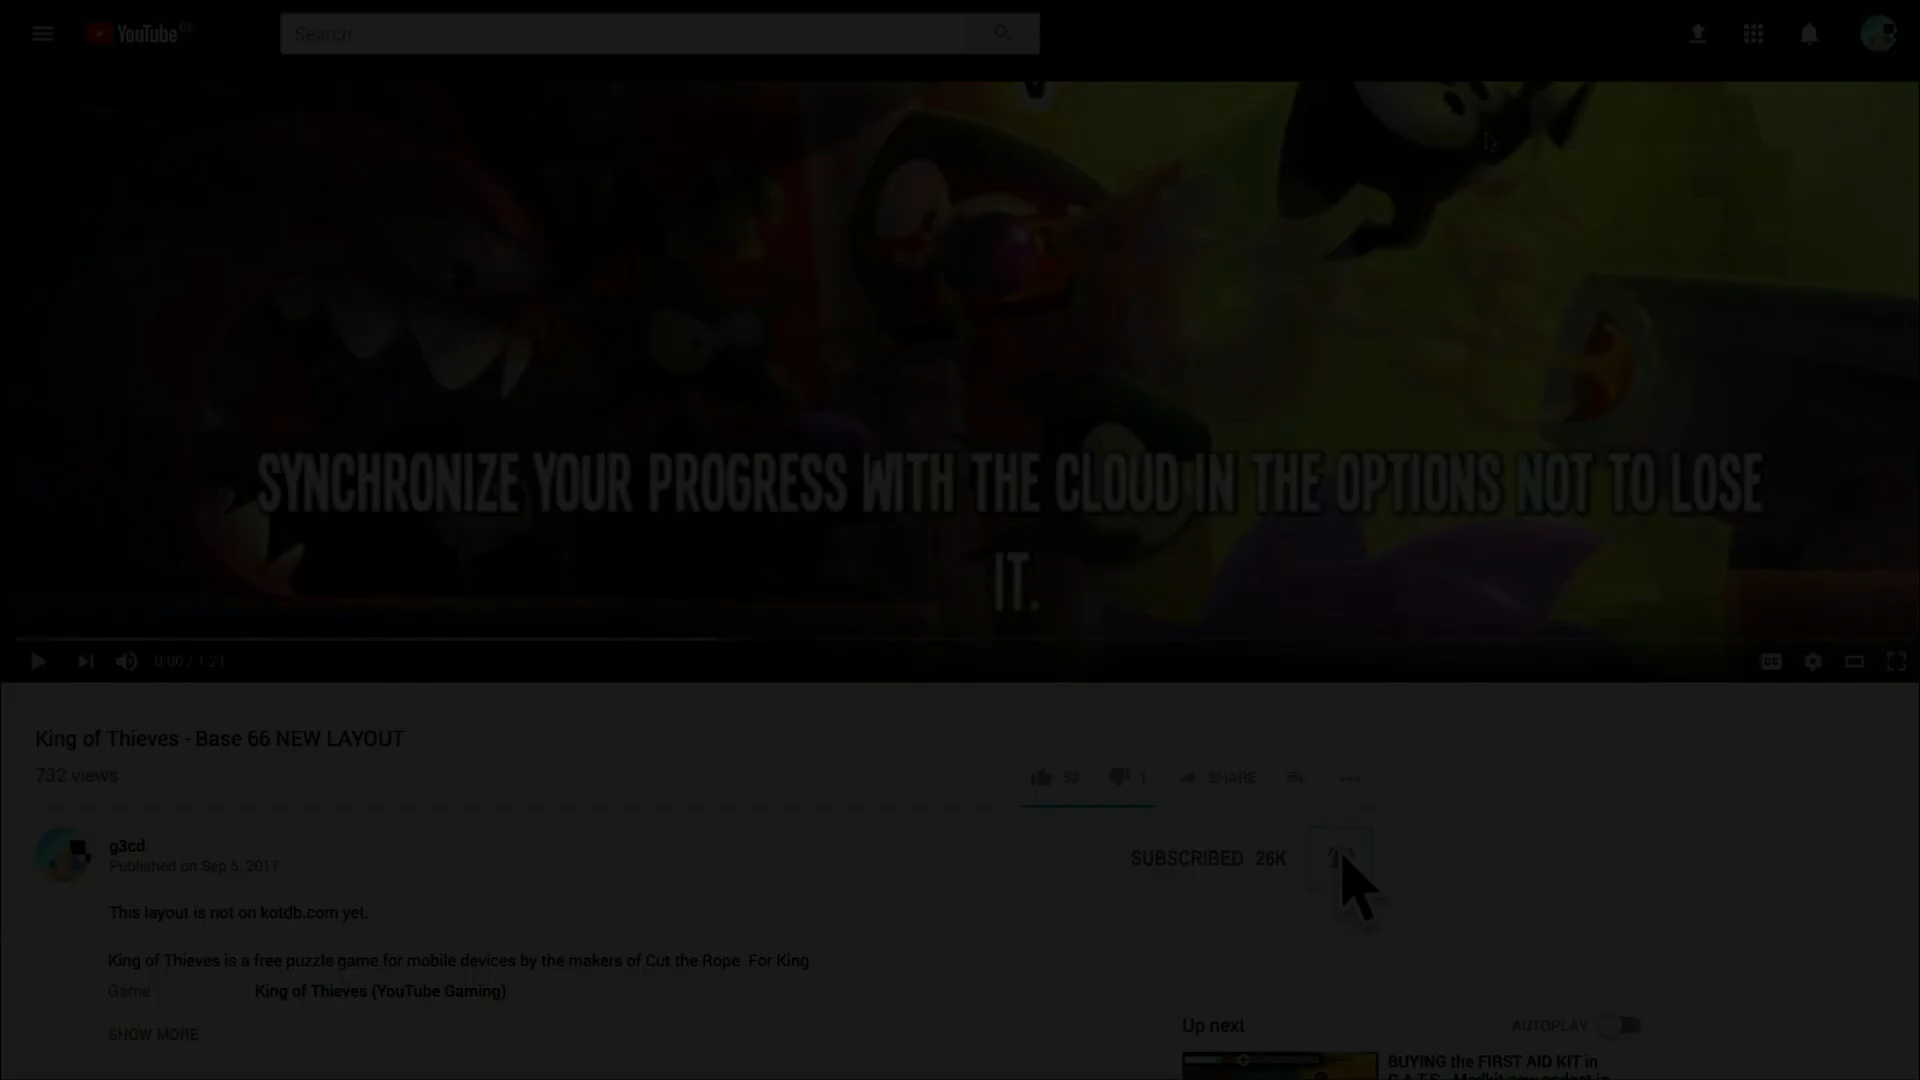 YouTube
Search
SYNCHRONIZE YOUR PROGRESS WITH THE CLOUD IN THE OPTIONS NOT TO LOSE
IT.
0:00 / 1:21
CC
King of Thieves - Base 66 NEW LAYOUT
732 views
53 1 SHARE
g3cd
Published on Sep 5, 2017
SUBSCRIBED 26K
This layout is not on kotdb.com yet.
King of Thieves is a free puzzle game for mobile devices by the makers of Cut the Rope. For King
Game King of Thieves (YouTube Gaming)
SHOW MORE
Up next AUTOPLAY
BUYING the FIRST AID KIT in